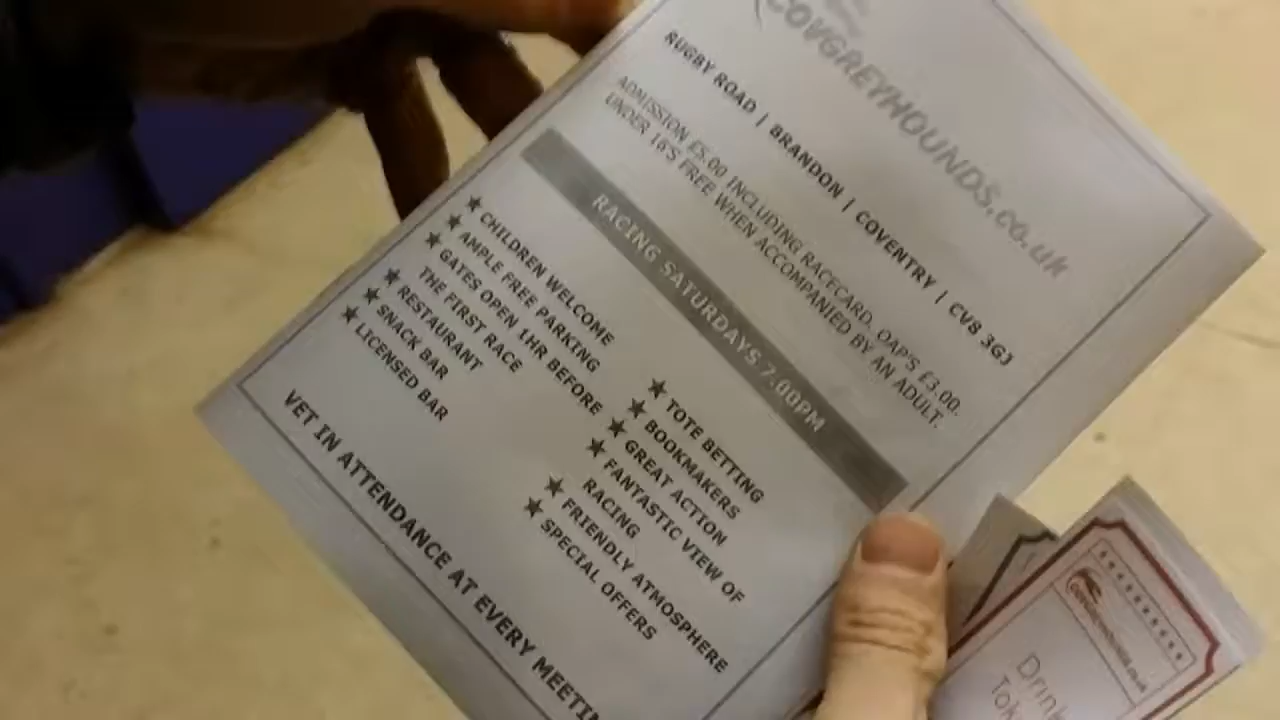 COVGREYHOUNDS.co.uk
RUGBY ROAD | BRANDON | COVENTRY | CV8 3GJ
ADMISSION £5.00 INCLUDING RACECARD. OAP'S £3.00.
UNDER 16'S FREE WHEN ACCOMPANIED BY AN ADULT.
RACING SATURDAYS 7.00PM
★ CHILDREN WELCOME
★ AMPLE FREE PARKING
★ GATES OPEN 1HR BEFORE
THE FIRST RACE
★ RESTAURANT
★ SNACK BAR
★ LICENSED BAR
★ TOTE BETTING
★ BOOKMAKERS
★ GREAT ACTION
★ FANTASTIC VIEW OF
RACING
★ FRIENDLY ATMOSPHERE
★ SPECIAL OFFERS
VET IN ATTENDANCE AT EVERY MEETIN
Drink
Tok